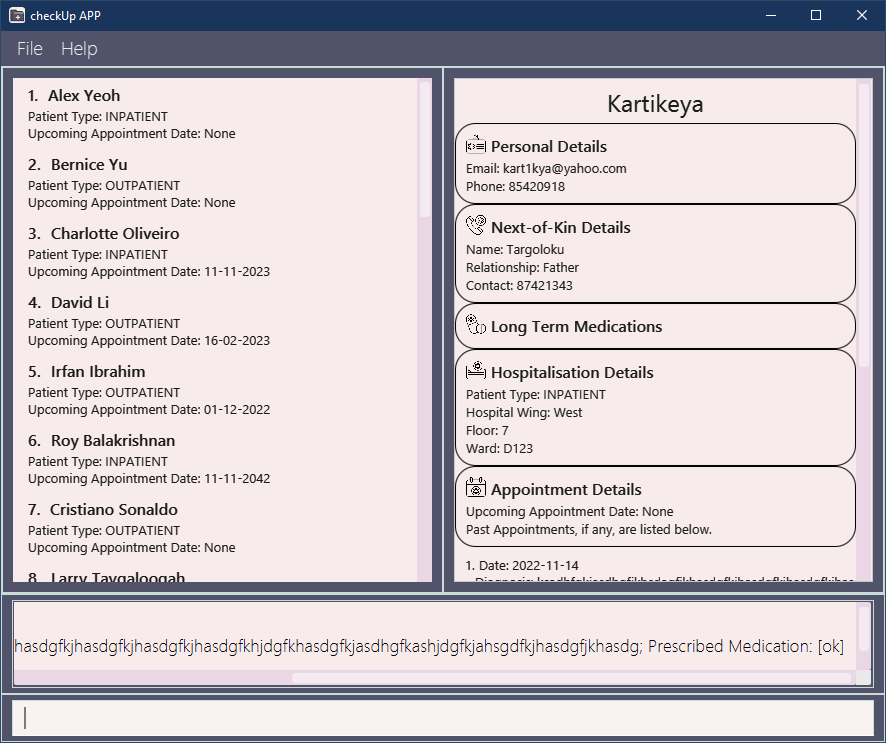 checkUp APP
File Help
1. Alex Yeoh
Patient Type: INPATIENT
Upcoming Appointment Date: None
2. Bernice Yu
Patient Type: OUTPATIENT
Upcoming Appointment Date: None
3. Charlotte Oliveiro
Patient Type: INPATIENT
Upcoming Appointment Date: 11-11-2023
4. David Li
Patient Type: OUTPATIENT
Upcoming Appointment Date: 16-02-2023
5. Irfan Ibrahim
Patient Type: OUTPATIENT
Upcoming Appointment Date: 01-12-2022
6. Roy Balakrishnan
Patient Type: INPATIENT
Upcoming Appointment Date: 11-11-2042
7. Cristiano Sonaldo
Patient Type: OUTPATIENT
Upcoming Appointment Date: None
8. Larry
Kartikeya
Personal Details
Email: kart1kya@yahoo.com
Phone: 85420918
Next-of-Kin Details
Name: Targoloku
Relationship: Father
Contact: 87421343
Long Term Medications
Hospitalisation Details
Patient Type: INPATIENT
Hospital Wing: West
Floor: 7
Ward: D123
Appointment Details
Upcoming Appointment Date: None
Past Appointments, if any, are listed below.
1. Date: 2022-11-14
Diagnosis:
hasdgfkjhasdgfkjhasdgfkjhasdgfkhjdgfkhasdgfkjasdhgfkashjdgfkjahsgdfkjhasdgfjkhasdg; Prescribed Medication: [ok]